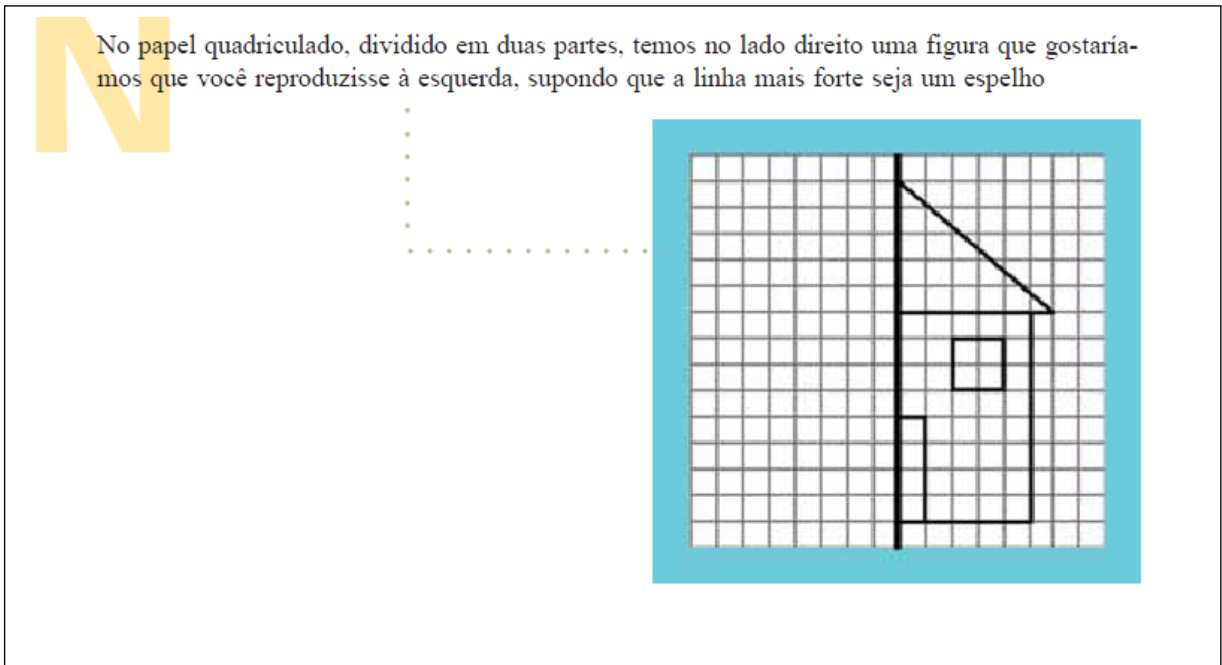 N
No papel quadriculado, dividido em duas partes, temos no lado direito uma figura que gostaría-
mos que você reproduzisse à esquerda, supondo que a linha mais forte seja um espelho